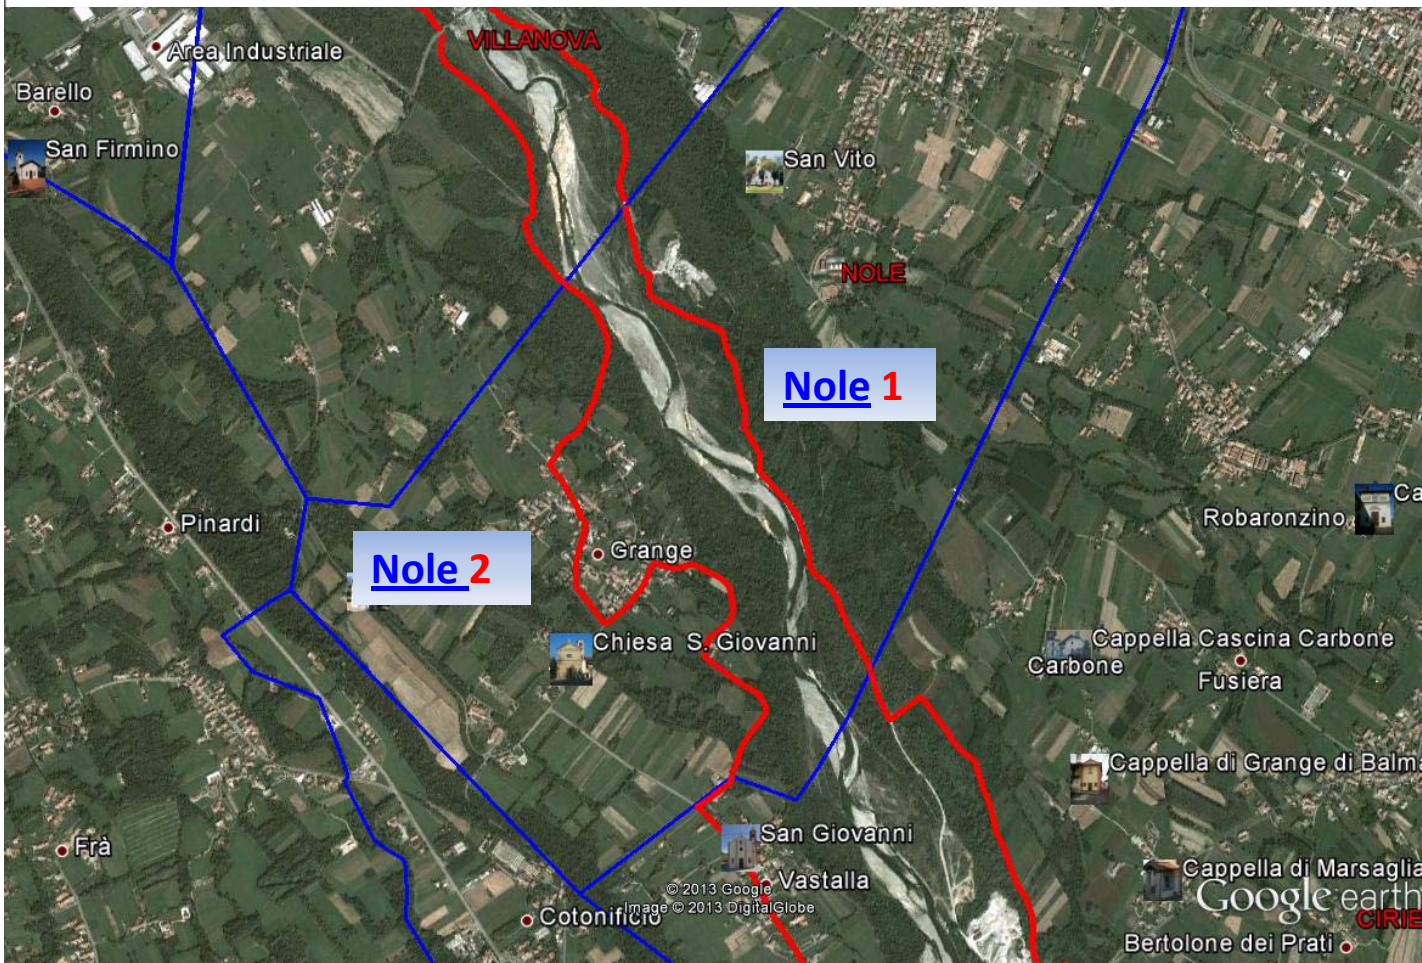 VILLANOVA
Area Industriale
Barello
San Firmino
San Vito
NOLE
Nole 1
Ca
Robaronzino
Pinardi
Grange
Nole 2
Chiesa S. Giovanni
Cappella Cascina Carbone
Carbone
Fusiera
Cappella di Grange di Balma
San Giovanni
Frà
Vastalla
Cappella di Marsaglia
© 2013 Google
Image © 2013 DigitalGlobe
Google earth
Cotonificio
CIRIE
Bertolone dei Prati